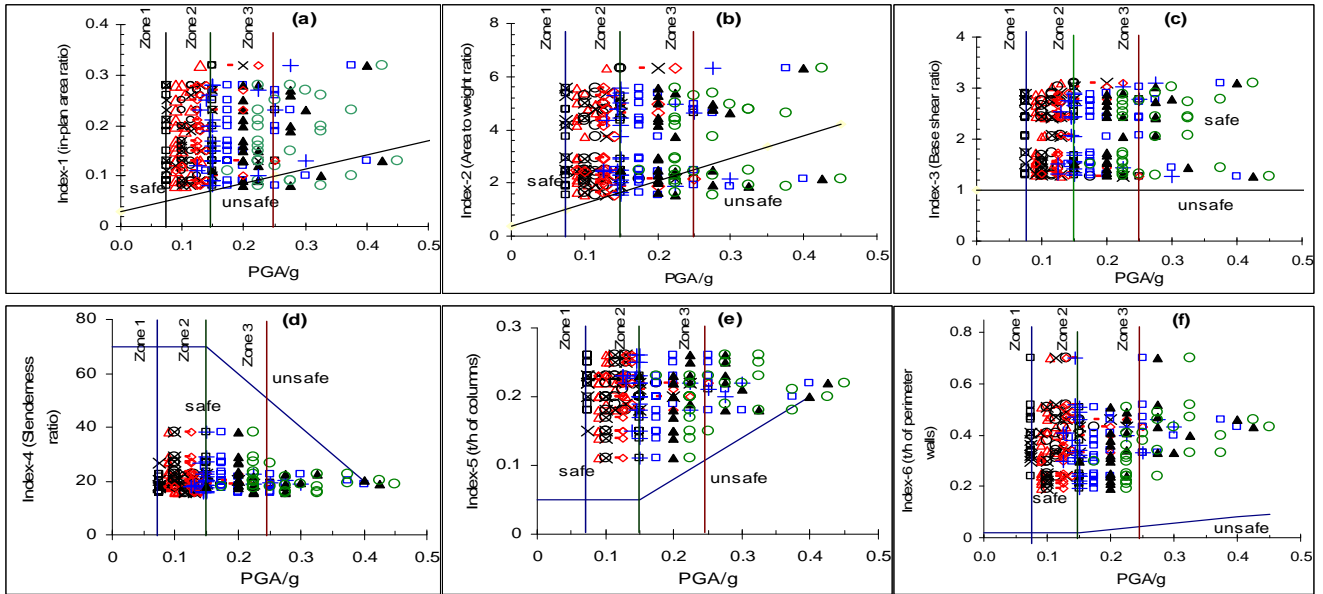 (a)
Zone 1
Zone 2
Zone 3
Index-1 (in-plan area ratio)
0.4
0.3
0.2
0.1
0.0
safe
unsafe
0.0 0.1 0.2 0.3 0.4 0.5
PGA/g
(b)
Zone 1
Zone 2
Zone 3
Index-2 (Area to weight ratio)
8
6
4
2
0
safe
unsafe
0 0.1 0.2 0.3 0.4 0.5
PGA/g
(c)
Zone 1
Zone 2
Zone 3
Index-3 (Base shear ratio)
4
3
2
1
0
safe
unsafe
0.0 0.1 0.2 0.3 0.4 0.5
PGA/g
(d)
Zone 1
Zone 2
Zone 3
Index-4 (Slenderness
ratio)
80
60
40
20
0
safe
unsafe
0.0 0.1 0.2 0.3 0.4 0.5
PGA/g
(e)
Zone 1
Zone 2
Zone 3
Index-5 (t/h of columns)
0.3
0.2
0.1
0
safe
unsafe
0.0 0.1 0.2 0.3 0.4 0.5
PGA/g
(f)
Zone 1
Zone 2
Zone 3
Index-6 (t/h of perimeter
walls)
0.8
0.6
0.4
0.2
0
safe
unsafe
0.0 0.1 0.2 0.3 0.4 0.5
PGA/g